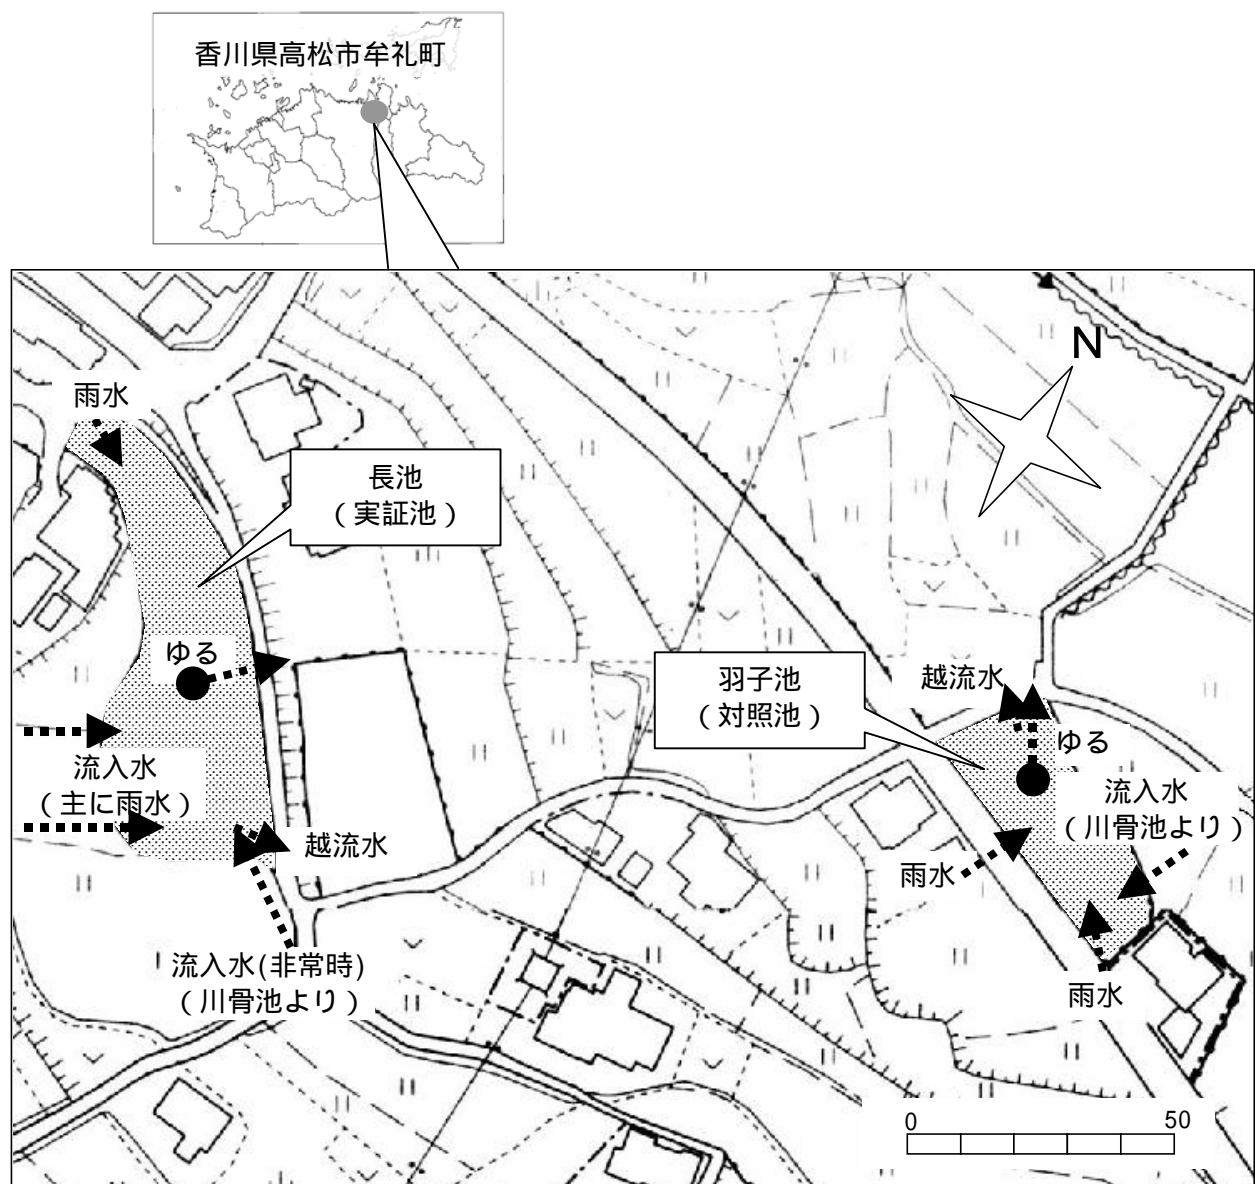 香川県高松市牟礼町
N
雨水
長池
（実証池）
ゆる
羽子池
（対照池）
越流水
ゆる
流入水
（主に雨水）
流入水
（川骨池より）
越流水
雨水
流入水(非常時)
（川骨池より）
雨水
0
50